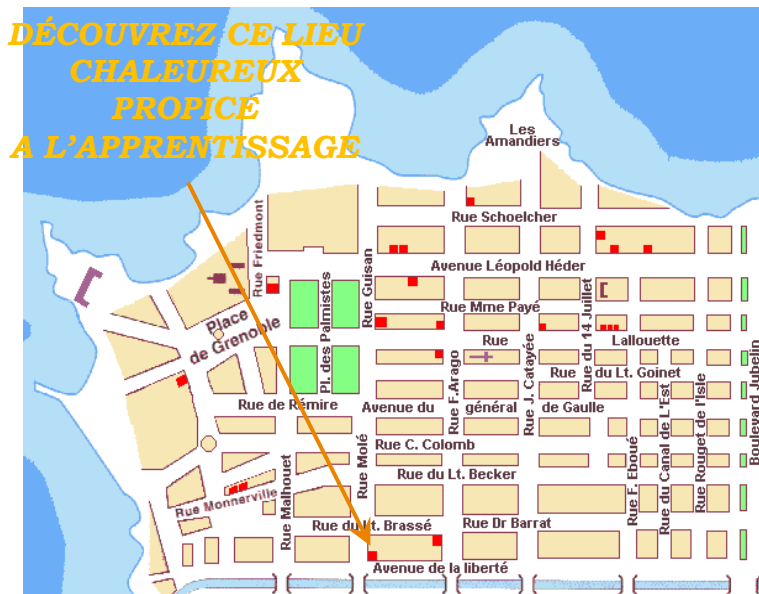 DÉCOUVREZ CE LIEU
CHALEUREUX
PROPICE
A L’APPRENTISSAGE
Les
Amandiers
Rue Schoelcher
Rue Friedmont
Avenue Léopold Héder
Rue Guisan
Pl. des Palmistes
Rue Mme Payé
Place
de Grenoble
Rue
Lallouette
Rue du 14 Juillet
Rue du Lt. Goinet
Rue F.Arago
Rue J. Catayée
Rue de Rémire
Avenue du général de Gaulle
Boulevard Jubelin
Rue C. Colomb
Rue Molé
Rue du Lt. Becker
Rue F. Eboué
Rue du Canal de L'Est
Rue Rouget de l'Isle
Rue Monnerville
Rue Malhouet
Rue du Lt. Brassé
Rue Dr Barrat
Avenue de la liberté